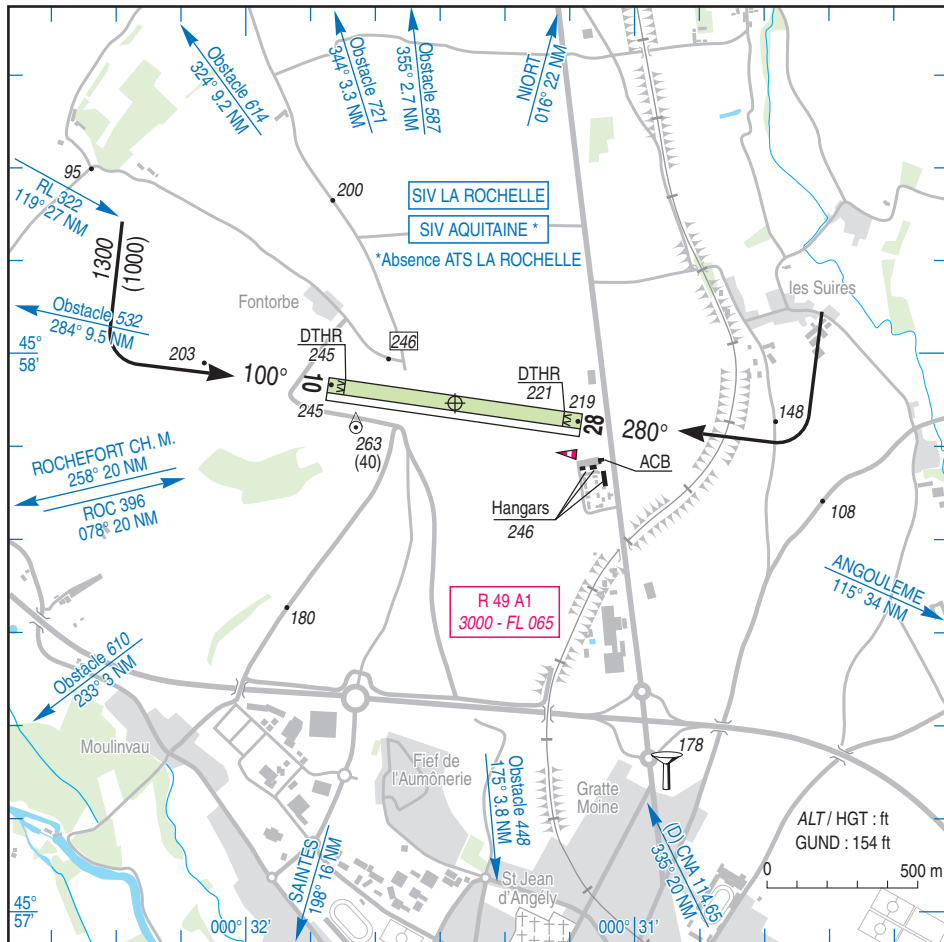 Obstacle 614
324° 9.2 NM
Obstacle 721
344° 3.3 NM
Obstacle 587
355° 2.7 NM
NIORT
016° 22 NM
95
RL 322
119° 27 NM
200
SIV LA ROCHELLE
SIV AQUITAINE *
*Absence ATS LA ROCHELLE
1300
(1000)
Fontorbe
les Suires
Obstacle 532
284° 9.5 NM
45°
58'
203
DTHR
245
246
100°
10
245
DTHR
221
219
28
280°
148
263
(40)
ACB
ROCHEFORT CH. M.
258° 20 NM
ROC 396
078° 20 NM
Hangars
246
108
ANGOULEME
115° 34 NM
R 49 A1
3000 - FL 065
180
Obstacle 610
233° 3 NM
Moulinvau
Fief de
l'Aumônerie
Obstacle 448
175° 3.8 NM
Gratte
Moine
178
ALT / HGT : ft
GUND : 154 ft
0 500 m
(D) CNA 114.65
335° 20 NM
SAINTES
198° 16 NM
St Jean
d'Angély
45°
57'
000° 32'
000° 31'